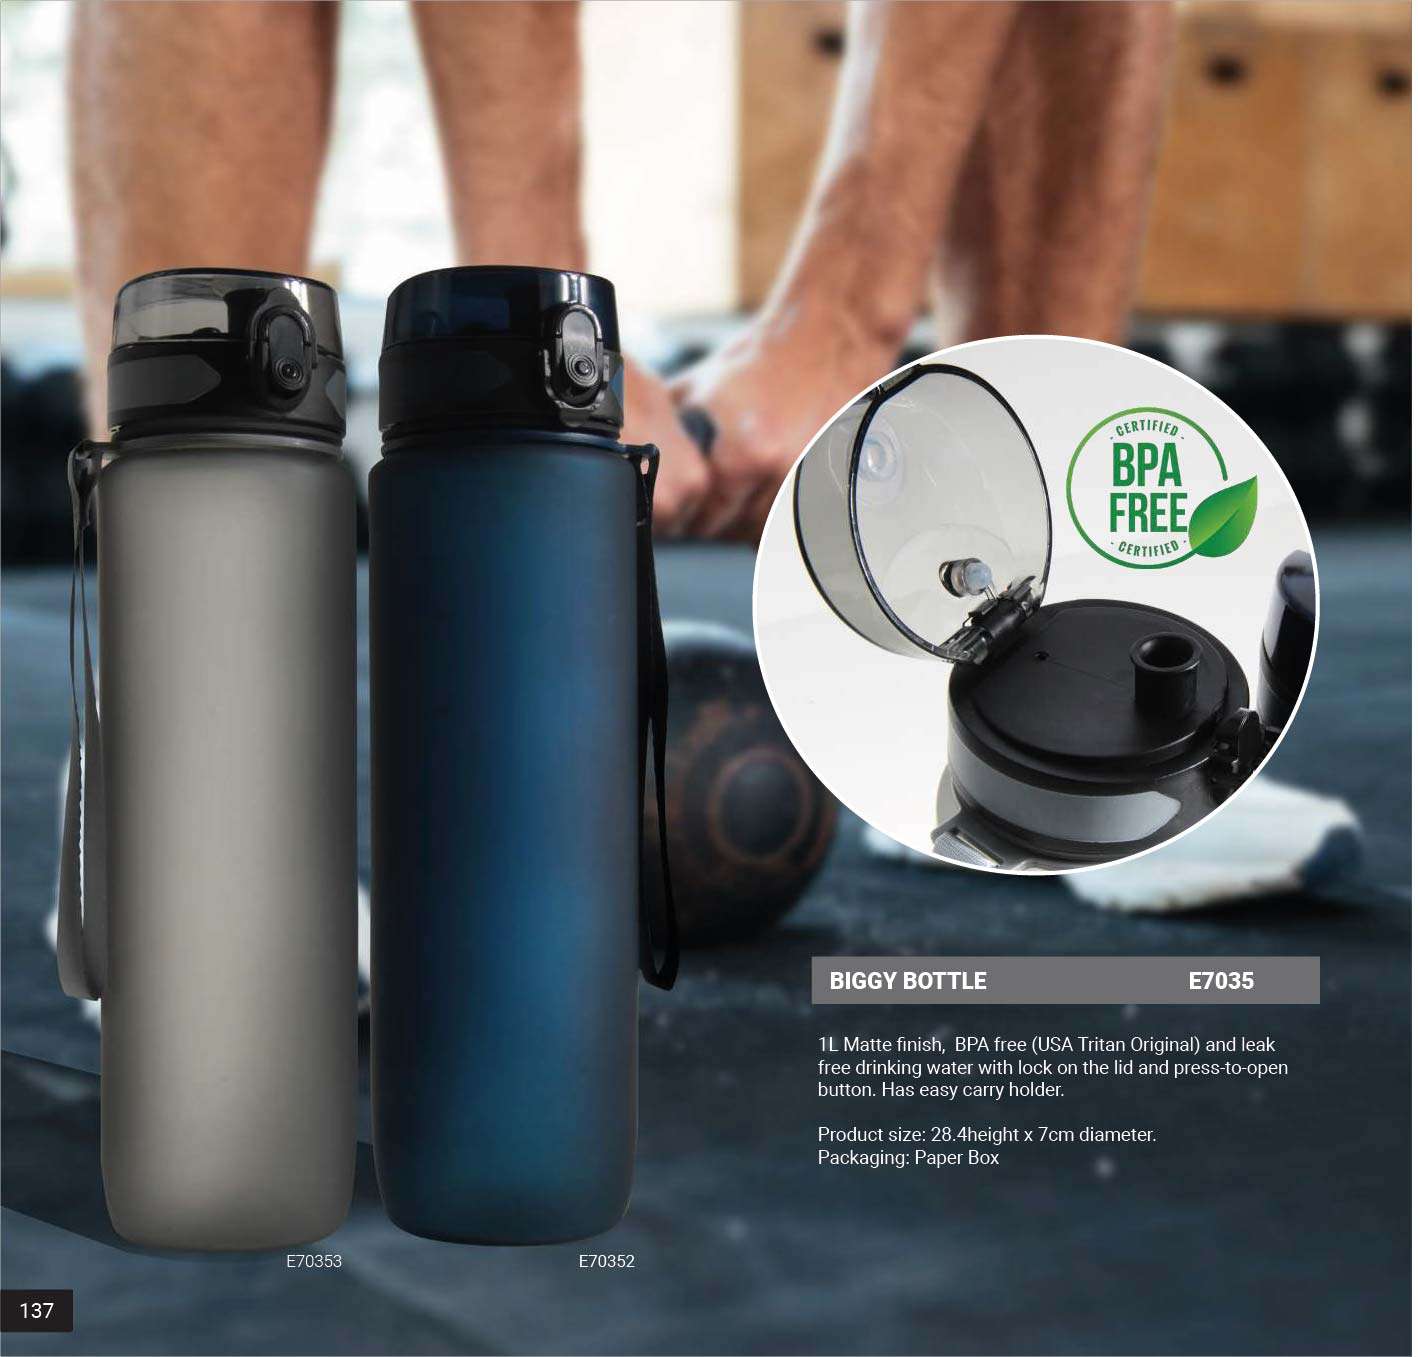 - CERTIFIED -
BPA
FREE
- CERTIFIED -
BIGGY BOTTLE E7035
1L Matte finish,  BPA free (USA Tritan Original) and leak
free drinking water with lock on the lid and press-to-open
button. Has easy carry holder.
Product size: 28.4height x 7cm diameter.
Packaging: Paper Box
E70353 E70352
137